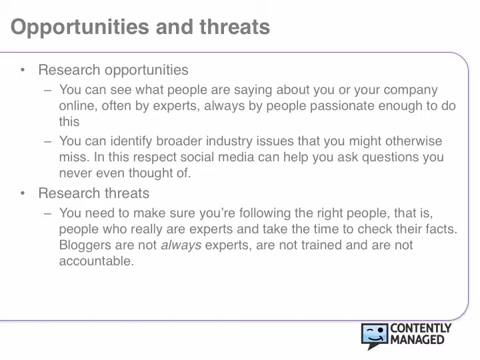 Opportunities and threats
• Research opportunities
– You can see what people are saying about you or your company
online, often by experts, always by people passionate enough to do
this
– You can identify broader industry issues that you might otherwise
miss. In this respect social media can help you ask questions you
never even thought of.
• Research threats
– You need to make sure you're following the right people, that is,
people who really are experts and take the time to check their facts.
Bloggers are not always experts, are not trained and are not
accountable.
CONTENTLY
MANAGED